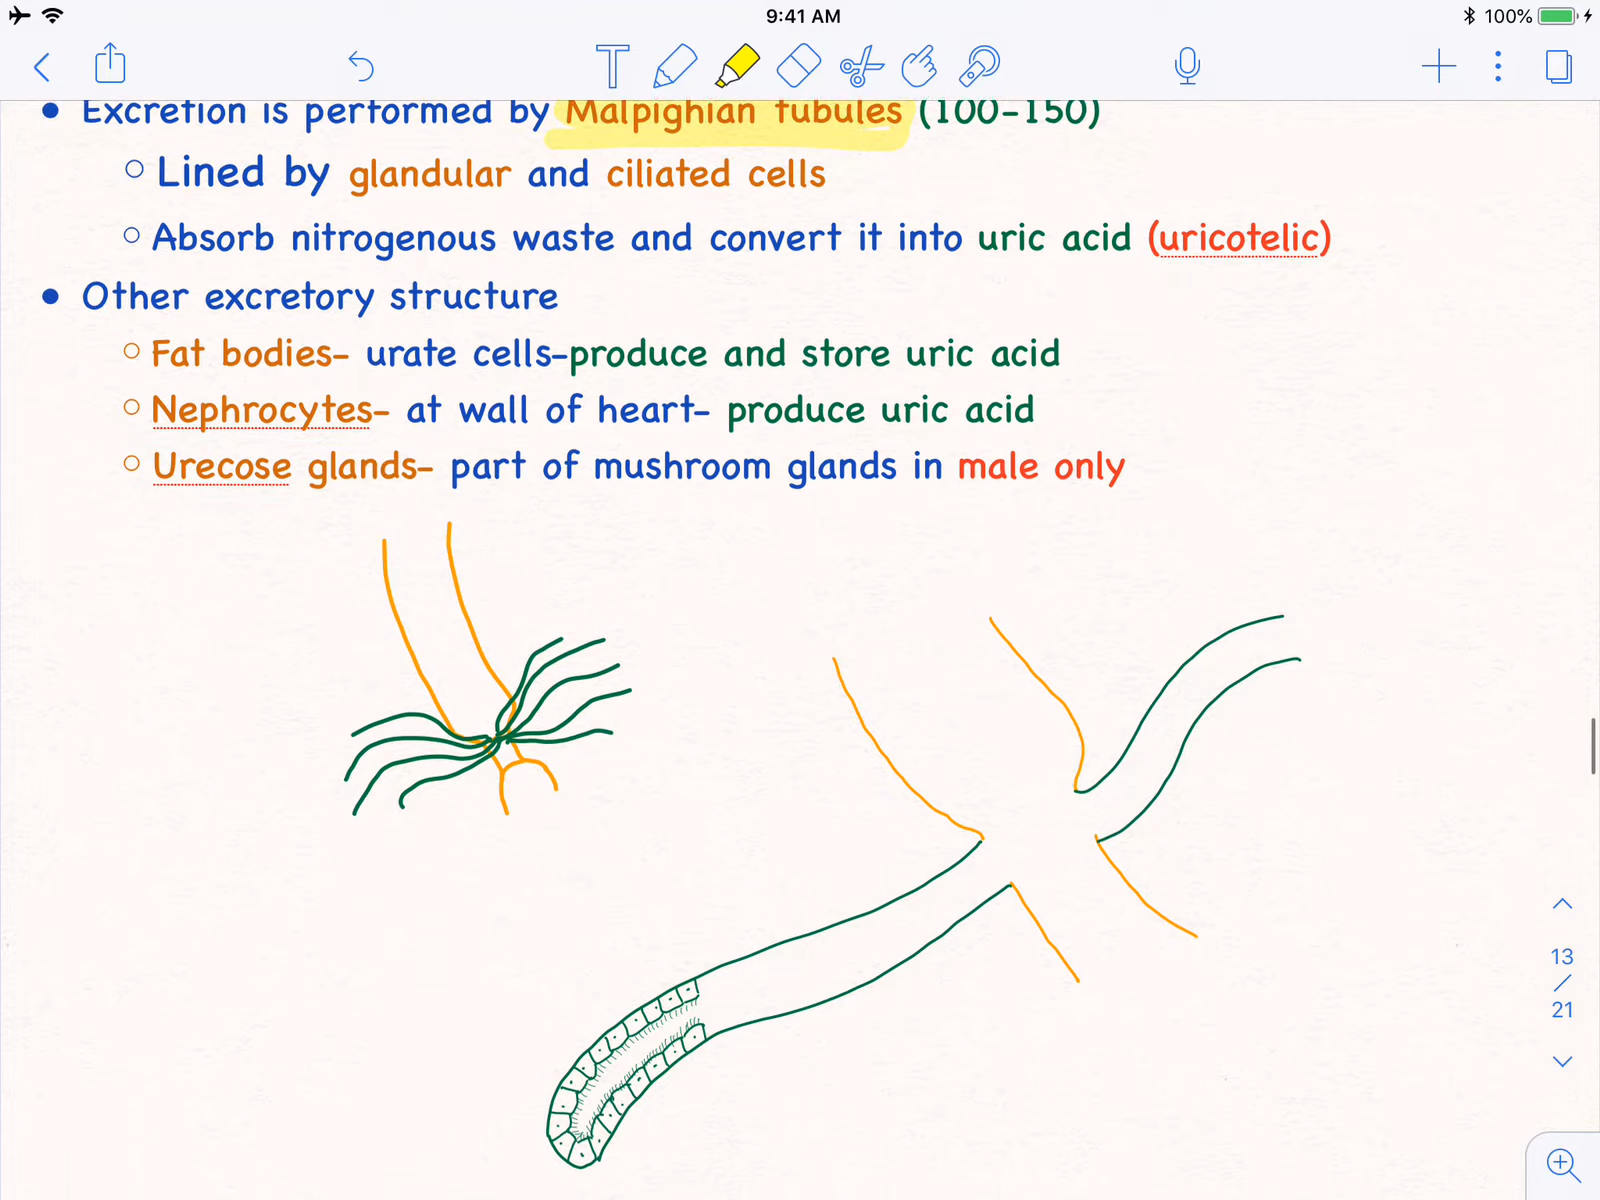 9:41 AM
100%
T
• Excretion is performed by Malpighian tubules (100-150)
○ Lined by glandular and ciliated cells
○ Absorb nitrogenous waste and convert it into uric acid (uricotelic)
• Other excretory structure
○ Fat bodies- urate cells-produce and store uric acid
○ Nephrocytes- at wall of heart- produce uric acid
○ Urecose glands- part of mushroom glands in male only
13
/
21